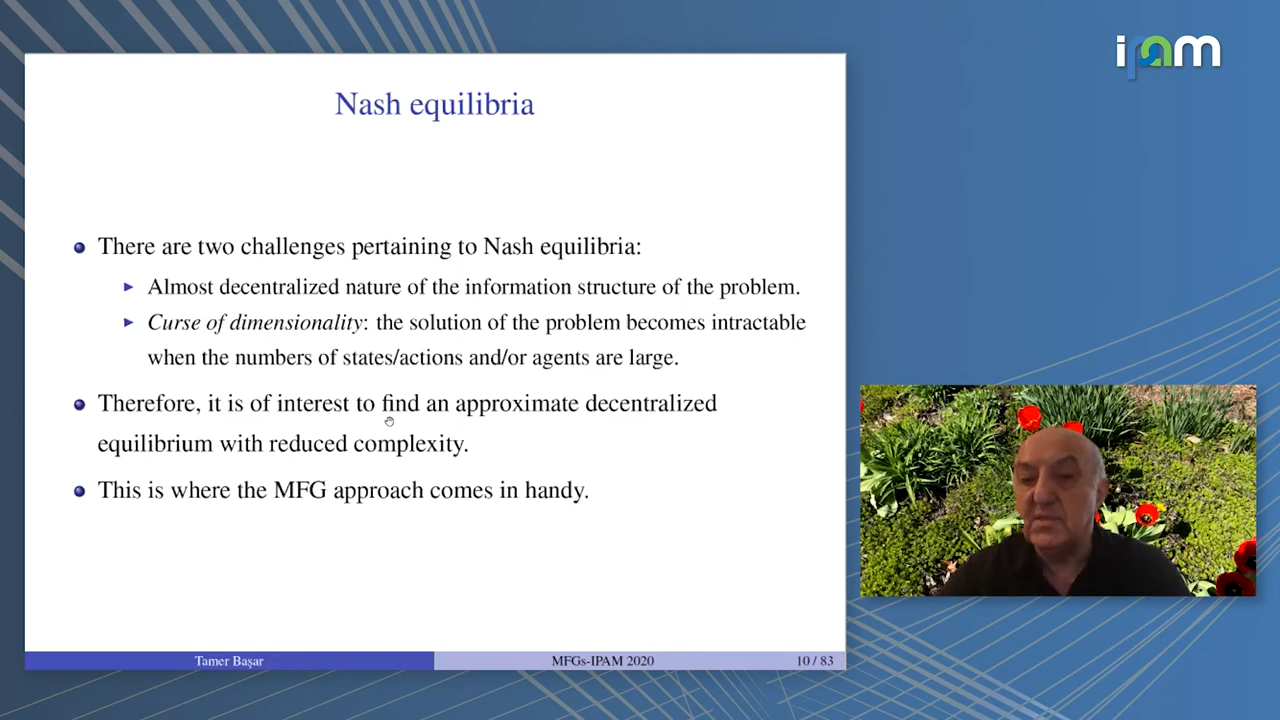 ipam
Nash equilibria
There are two challenges pertaining to Nash equilibria:
Almost decentralized nature of the information structure of the problem.
Curse of dimensionality: the solution of the problem becomes intractable
when the numbers of states/actions and/or agents are large.
Therefore, it is of interest to find an approximate decentralized
equilibrium with reduced complexity.
This is where the MFG approach comes in handy.
Tamer Başar MFGs-IPAM 2020 10 / 83